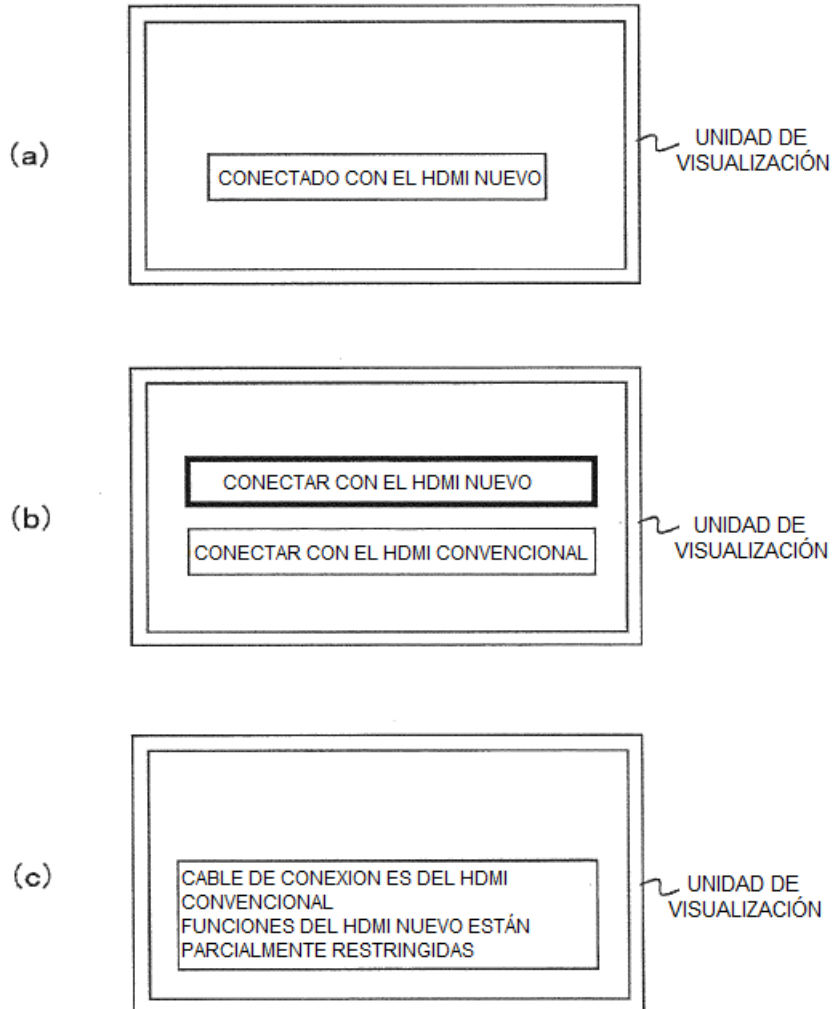 (a)
CONECTADO CON EL HDMI NUEVO
UNIDAD DE
VISUALIZACIÓN
(b)
CONECTAR CON EL HDMI NUEVO
CONECTAR CON EL HDMI CONVENCIONAL
UNIDAD DE
VISUALIZACIÓN
(c)
CABLE DE CONEXION ES DEL HDMI
CONVENCIONAL
FUNCIONES DEL HDMI NUEVO ESTÁN
PARCIALMENTE RESTRINGIDAS
UNIDAD DE
VISUALIZACIÓN